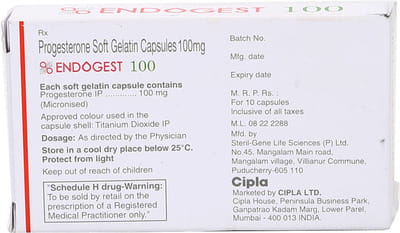 Rx
Progesterone Soft Gelatin Capsules 100mg
ENDOGEST 100
Each soft gelatin capsule contains
Progesterone IP ............. 100 mg
(Micronised)
Approved colour used in the
capsule shell: Titanium Dioxide IP
Dosage: As directed by the Physician
Store in a cool dry place below 25°C.
Protect from light
Keep out of reach of children
"Schedule H drug-Warning:
To be sold by retail on the
prescription of a Registered
Medical Practitioner only."
Batch No.
Mfg. date
Expiry date
M. R. P. Rs. :
For 10 capsules
Inclusive of all taxes
M.L. 08 22 2288
Mfd. by
Steril-Gene Life Sciences (P) Ltd.
No.45, Mangalam Main road,
Mangalam village, Villianur Commune,
Puducherry-605 110
Cipla
Marketed by CIPLA LTD.
Cipla House, Peninsula Business Park,
Ganpatrao Kadam Marg, Lower Parel,
Mumbai - 400 013 INDIA.